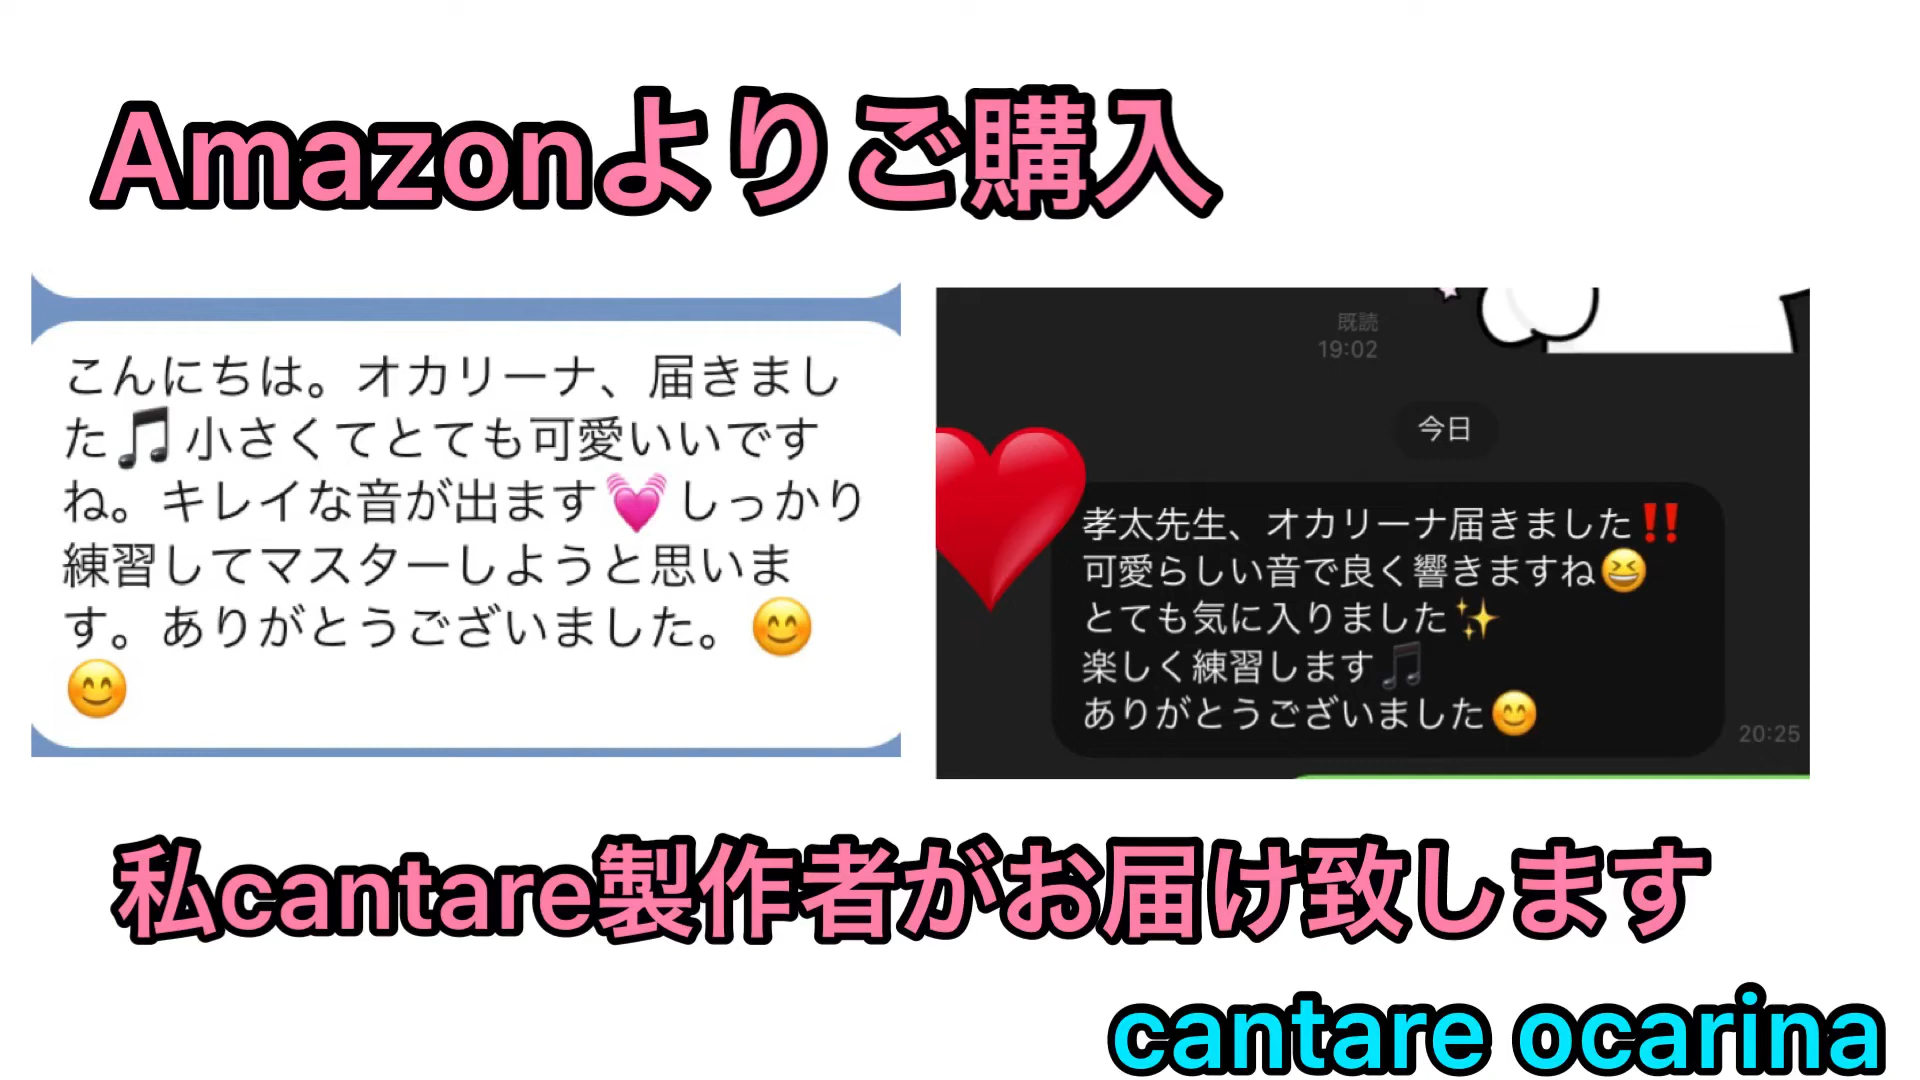 Amazonよりご購入
こんにちは。オカリーナ、届きまし
た🎵小さくてとても可愛いいです
ね。キレイな音が出ます💓しっかり
練習してマスターしようと思いま
す。ありがとうございました。😊
😊
既読
19:02
今日
孝太先生、オカリーナ届きました‼️
可愛らしい音で良く響きますね😆
とても気に入りました✨
楽しく練習します🎵
ありがとうございました😊
20:25
私cantare製作者がお届け致します
cantare ocarina